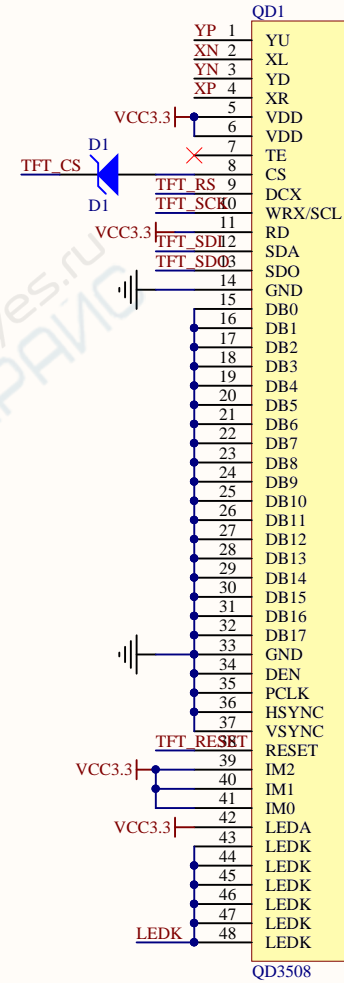 QD1
YP 1 YU
XN 2 XL
YN 3 YD
XP 4 XR
VCC3.3 5 VDD
6 VDD
7 TE
D1
TFT_CS 8 CS
D1
TFT_RS 9 DCX
TFT_SCK 10 WRX/SCL
VCC3.3 11 RD
TFT_SDI 12 SDA
TFT_SDO 13 SDO
14 GND
15 DB0
16 DB1
17 DB2
18 DB3
19 DB4
20 DB5
21 DB6
22 DB7
23 DB8
24 DB9
25 DB10
26 DB11
27 DB12
28 DB13
29 DB14
30 DB15
31 DB16
32 DB17
33 GND
34 DEN
35 PCLK
36 HSYNC
37 VSYNC
TFT_RESET 38 RESET
VCC3.3 39 IM2
40 IM1
41 IM0
VCC3.3 42 LEDA
43 LEDK
44 LEDK
45 LEDK
46 LEDK
47 LEDK
LEDK 48 LEDK
QD3508